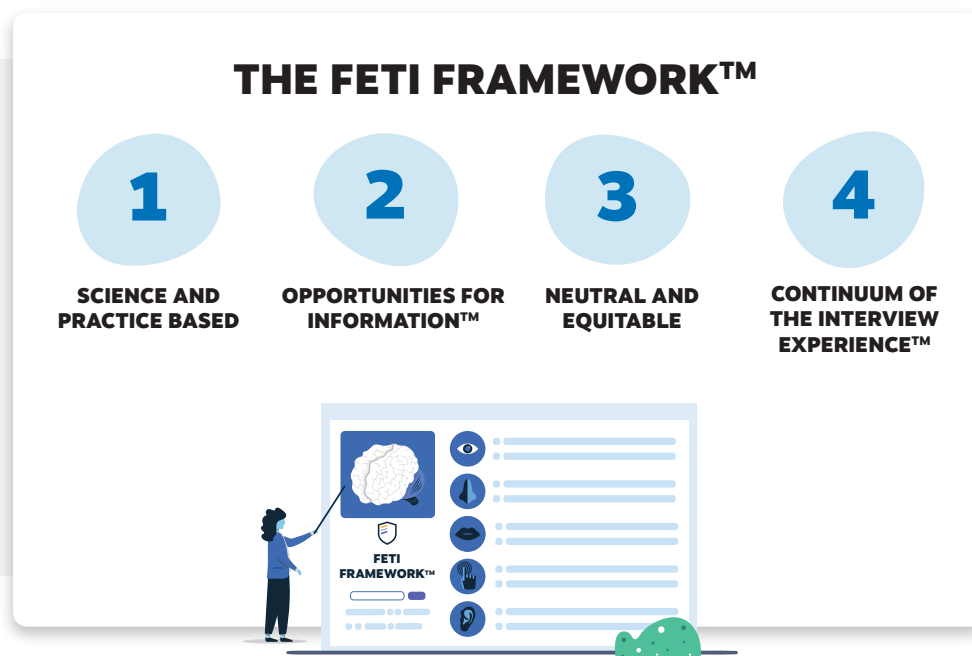 THE FETI FRAMEWORK™
1
SCIENCE AND
PRACTICE BASED
2
OPPORTUNITIES FOR
INFORMATION™
3
NEUTRAL AND
EQUITABLE
4
CONTINUUM OF
THE INTERVIEW
EXPERIENCE™
FETI
FRAMEWORK™